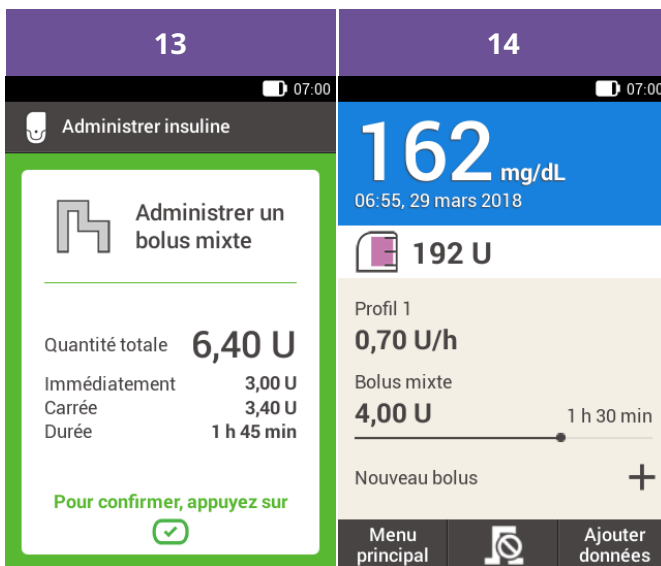 13
07:00
Administrer insuline
Administrer un
bolus mixte
Quantité totale 6,40 U
Immédiatement 3,00 U
Carrée 3,40 U
Durée 1 h 45 min
Pour confirmer, appuyez sur
14
07:00
162 mg/dL
06:55, 29 mars 2018
192 U
Profil 1
0,70 U/h
Bolus mixte
4,00 U 1 h 30 min
Nouveau bolus
Menu
principal
Ajouter
données